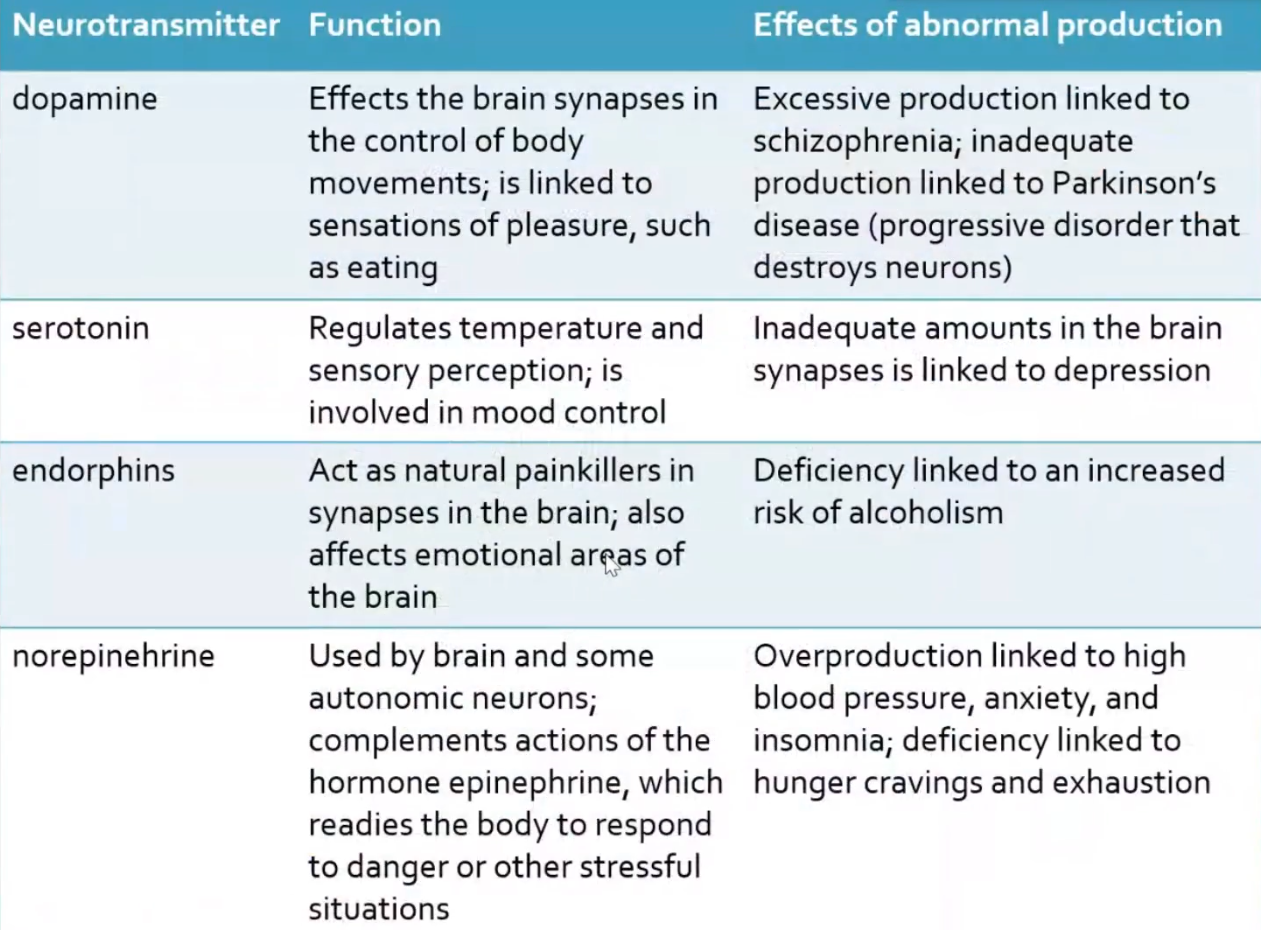 Neurotransmitter Function Effects of abnormal production
dopamine
Effects the brain synapses in
the control of body
movements; is linked to
sensations of pleasure, such
as eating
Excessive production linked to
schizophrenia; inadequate
production linked to Parkinson's
disease (progressive disorder that
destroys neurons)
serotonin
Regulates temperature and
sensory perception; is
involved in mood control
Inadequate amounts in the brain
synapses is linked to depression
endorphins
Act as natural painkillers in
synapses in the brain; also
affects emotional areas of
the brain
Deficiency linked to an increased
risk of alcoholism
norepinehrine
Used by brain and some
autonomic neurons;
complements actions of the
hormone epinephrine, which
readies the body to respond
to danger or other stressful
situations
Overproduction linked to high
blood pressure, anxiety, and
insomnia; deficiency linked to
hunger cravings and exhaustion